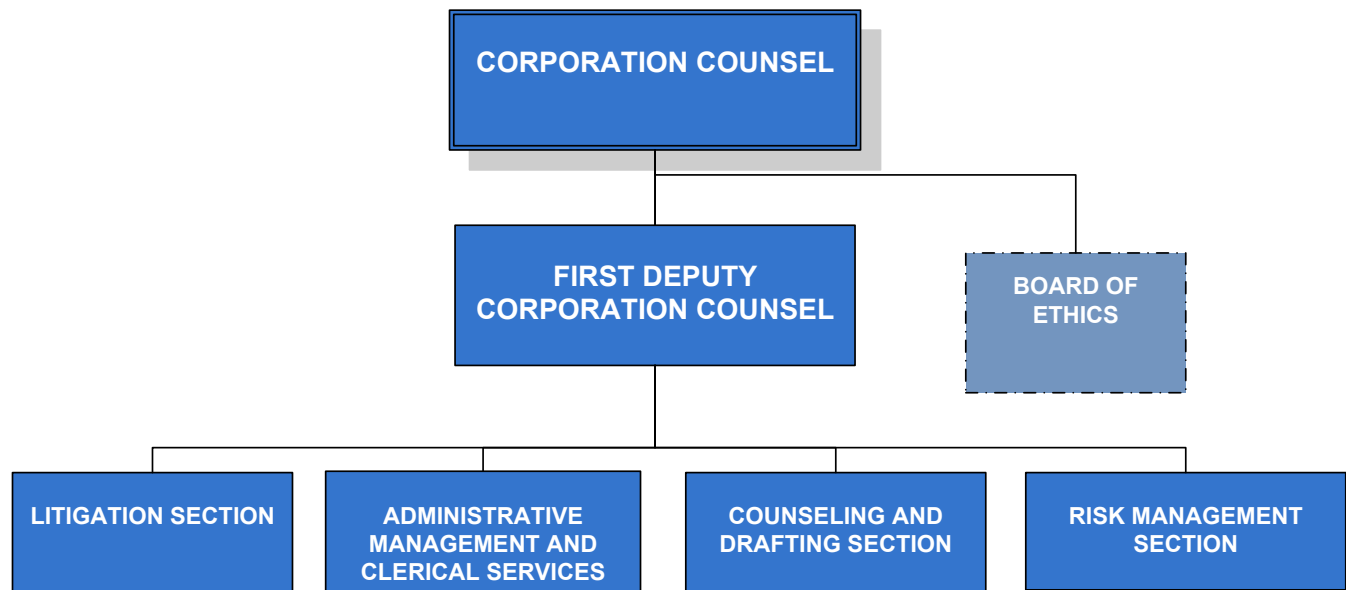 CORPORATION COUNSEL
FIRST DEPUTY
CORPORATION COUNSEL
BOARD OF
ETHICS
LITIGATION SECTION
ADMINISTRATIVE
MANAGEMENT AND
CLERICAL SERVICES
COUNSELING AND
DRAFTING SECTION
RISK MANAGEMENT
SECTION